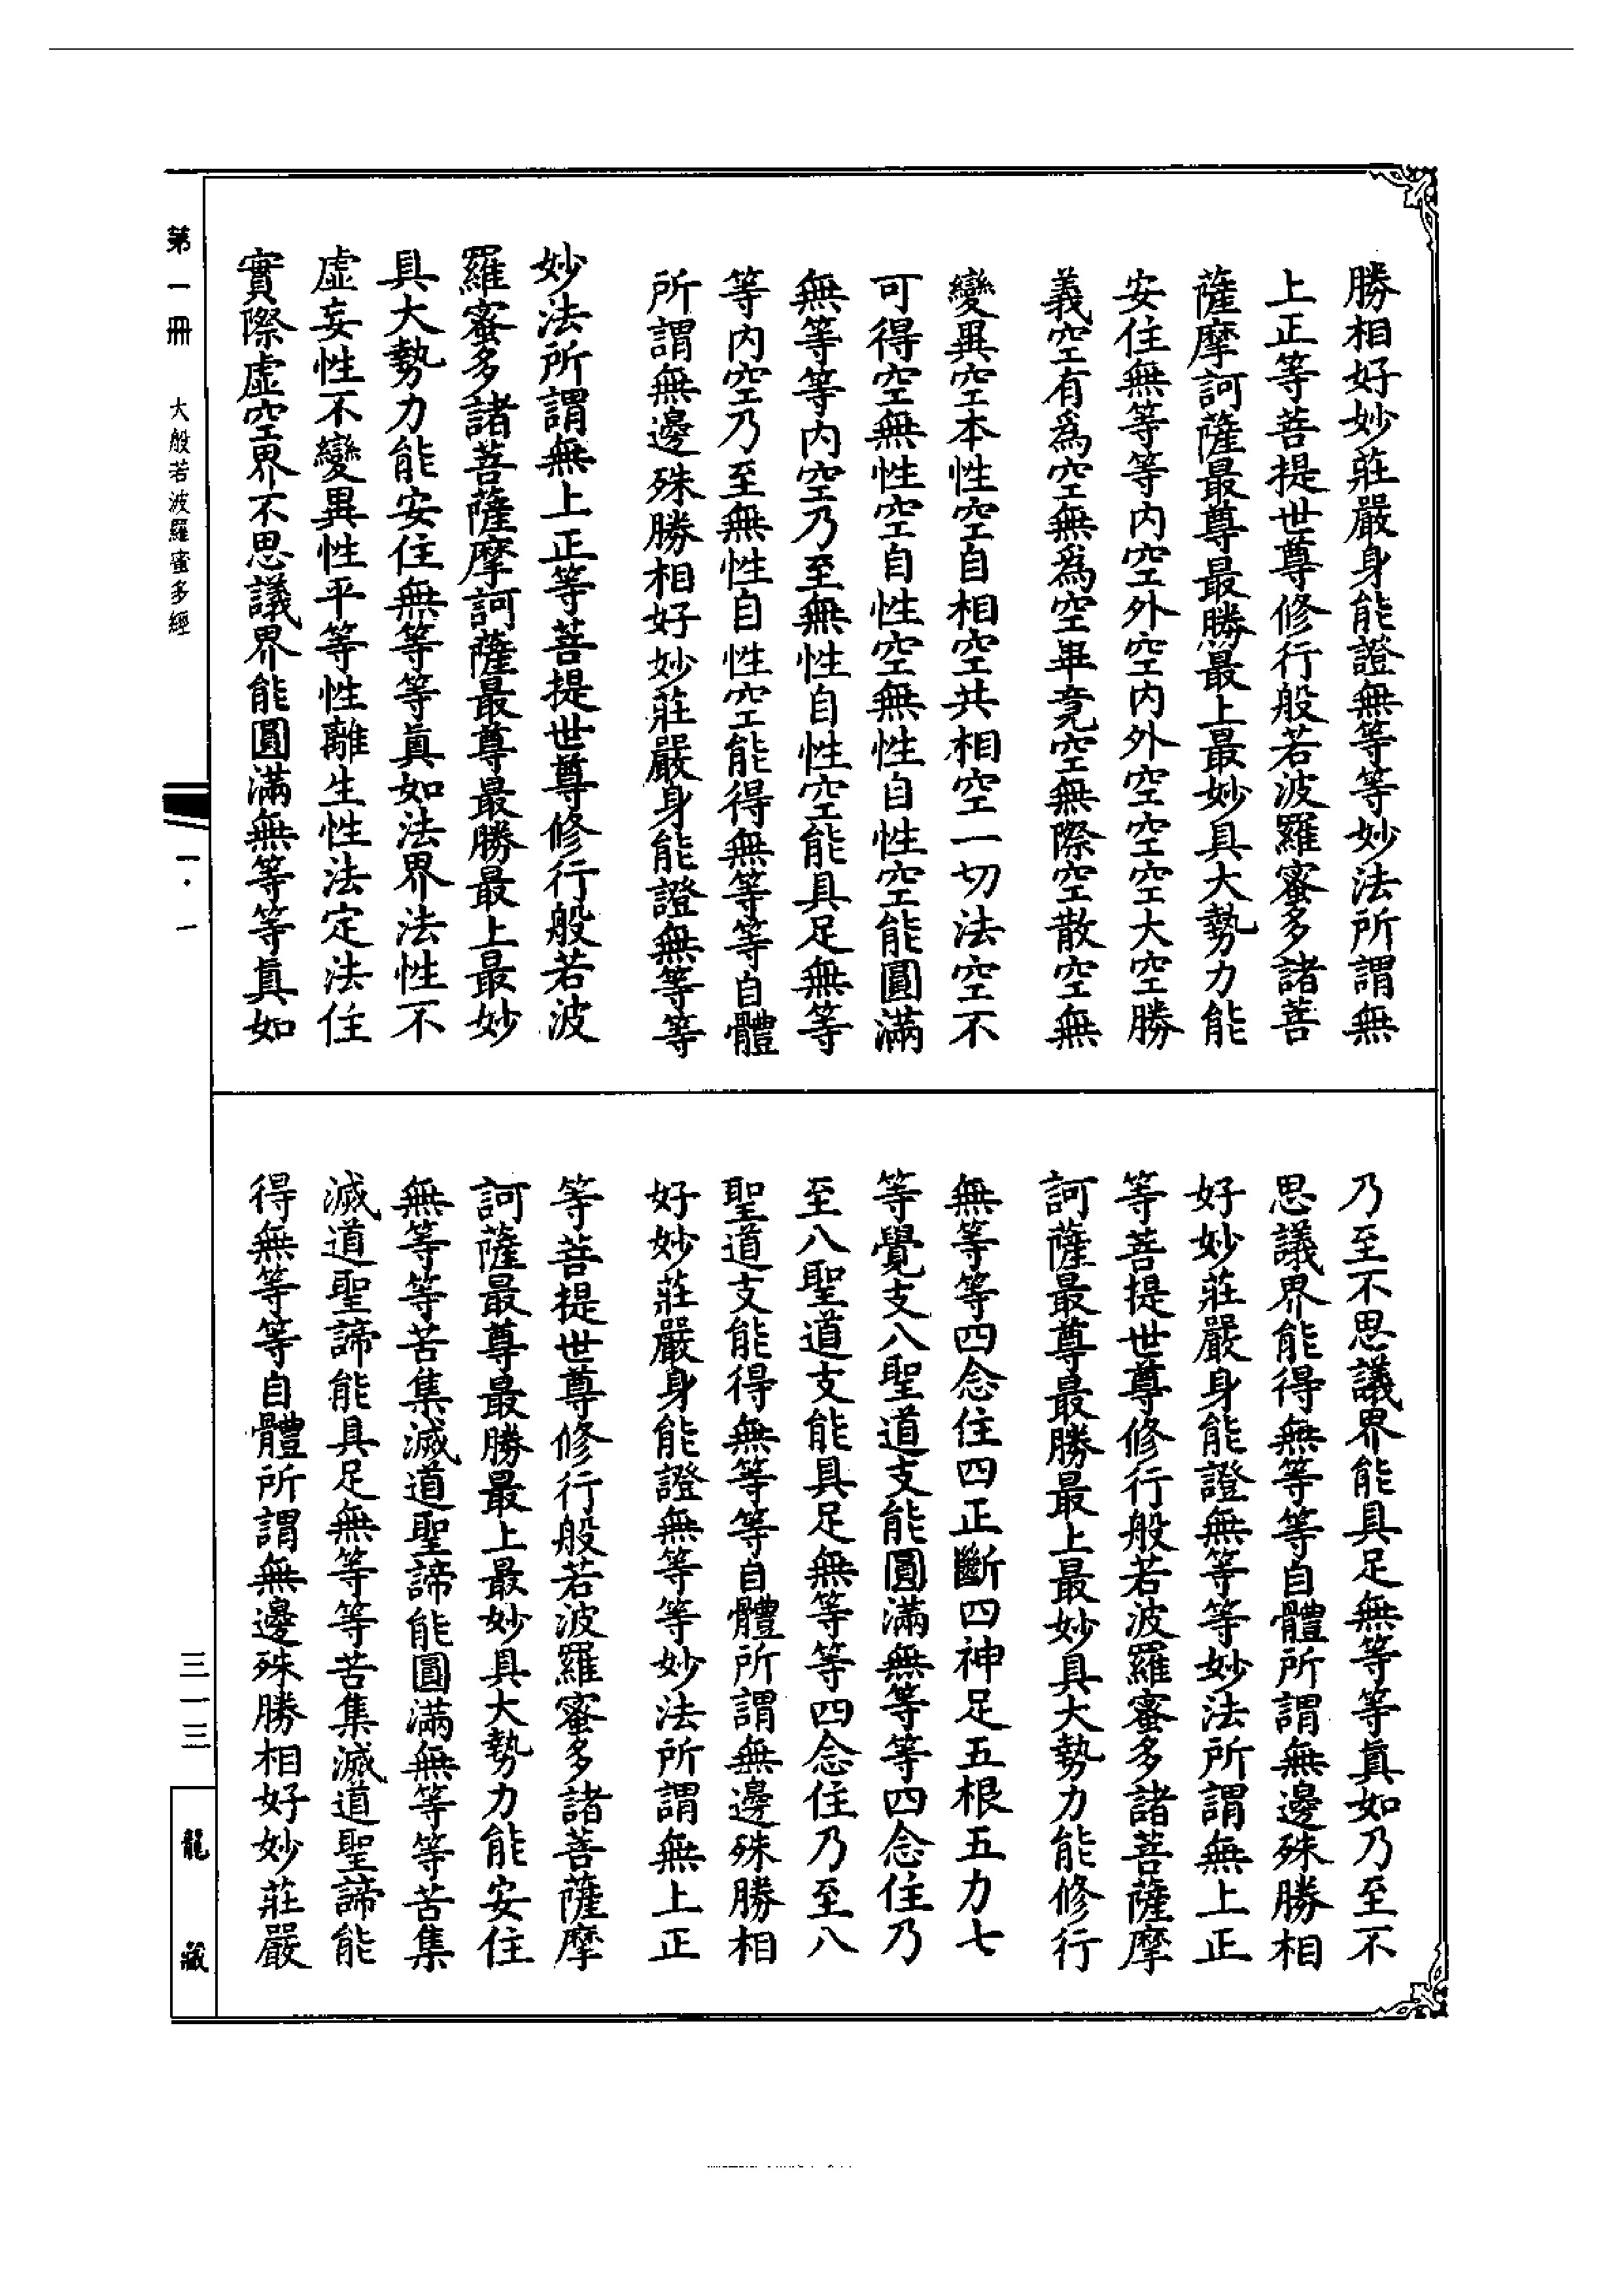 勝相好妙莊嚴身能證無等等妙法所謂無
上正等菩提世尊修行般若波羅蜜多諸菩
薩摩訶薩最尊最勝最上最妙具大勢力能
安住無等等內空外空內外空空空大空勝
義空有爲空無爲空畢竟空無際空散空無
變異空本性空自相空共相空一切法空不
可得空無性空自性空無性自性空能圓滿
無等等內空乃至無性自性空能具足無等
等內空乃至無性自性空能得無等等自體
所謂無邊殊勝相好妙莊嚴身能證無等等
妙法所謂無上正等菩提世尊修行般若波
羅蜜多諸菩薩摩訶薩最尊最勝最上最妙
具大勢力能安住無等等眞如法界法性不
虛妄性不變異性平等性離生性法定法住
實際虛空界不思議界能圓滿無等等眞如
乃至不思議界能具足無等等眞如乃至不
思議界能得無等等自體所謂無邊殊勝相
好妙莊嚴身能證無等等妙法所謂無上正
等菩提世尊修行般若波羅蜜多諸菩薩摩
訶薩最尊最勝最上最妙具大勢力能修行
無等等四念住四正斷四神足五根五力七
等覺支八聖道支能圓滿無等等四念住乃
至八聖道支能具足無等等四念住乃至八
聖道支能得無等等自體所謂無邊殊勝相
好妙莊嚴身能證無等等妙法所謂無上正
等菩提世尊修行般若波羅蜜多諸菩薩摩
訶薩最尊最勝最上最妙具大勢力能安住
無等等苦集滅道聖諦能圓滿無等等苦集
滅道聖諦能具足無等等苦集滅道聖諦能
得無等等自體所謂無邊殊勝相好妙莊嚴
第一冊 大般若波羅蜜多經 一·一 三一三 龍藏